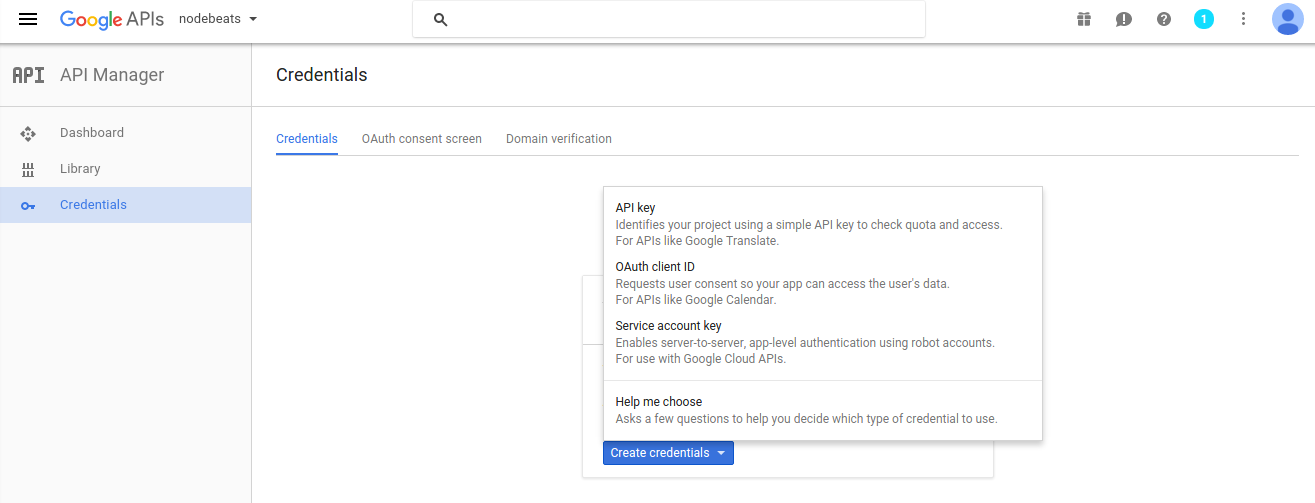 Google APIs nodebeats
1
API API Manager
Credentials
Dashboard
Library
Credentials
Credentials OAuth consent screen Domain verification
API key
Identifies your project using a simple API key to check quota and access.
For APIs like Google Translate.
OAuth client ID
Requests user consent so your app can access the user's data.
For APIs like Google Calendar.
Service account key
Enables server-to-server, app-level authentication using robot accounts.
For use with Google Cloud APIs.
Help me choose
Asks a few questions to help you decide which type of credential to use.
Create credentials